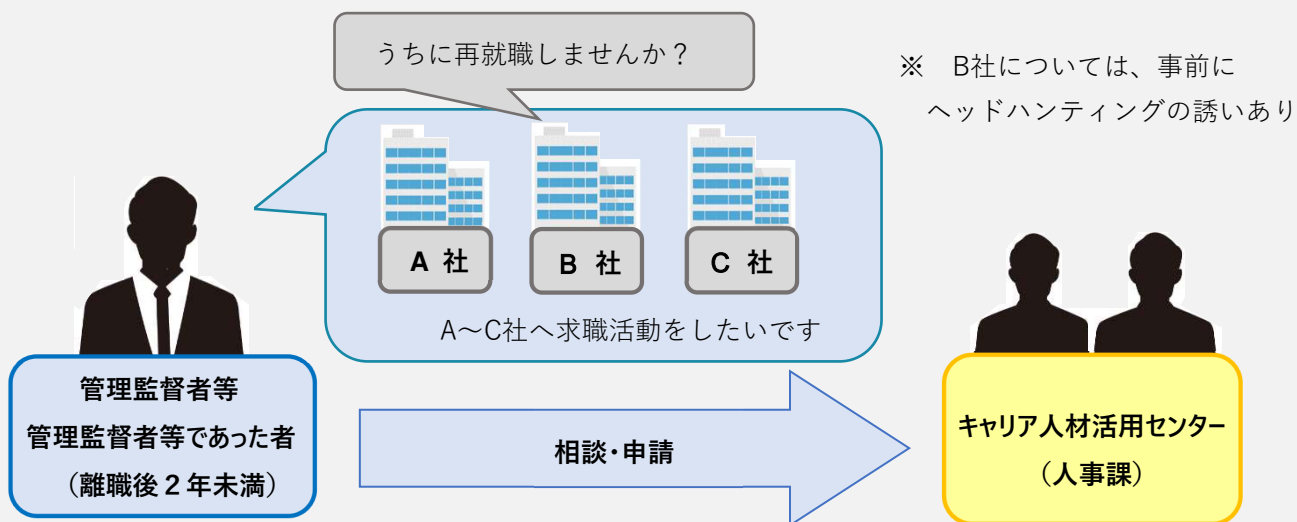 うちに再就職しませんか？
※　B社については、事前に
ヘッドハンティングの誘いあり
A 社
B 社
C 社
A～C社へ求職活動をしたいです
管理監督者等
管理監督者等であった者
（離職後２年未満）
相談・申請
キャリア人材活用センター
（人事課）